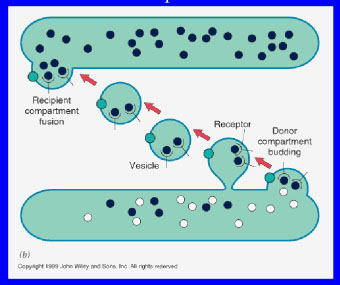 Recipient
compartment
fusion
Vesicle
Receptor
Donor
compartment
budding
(b)
Copyright 1999 John Wiley and Sons, Inc. All rights reserved